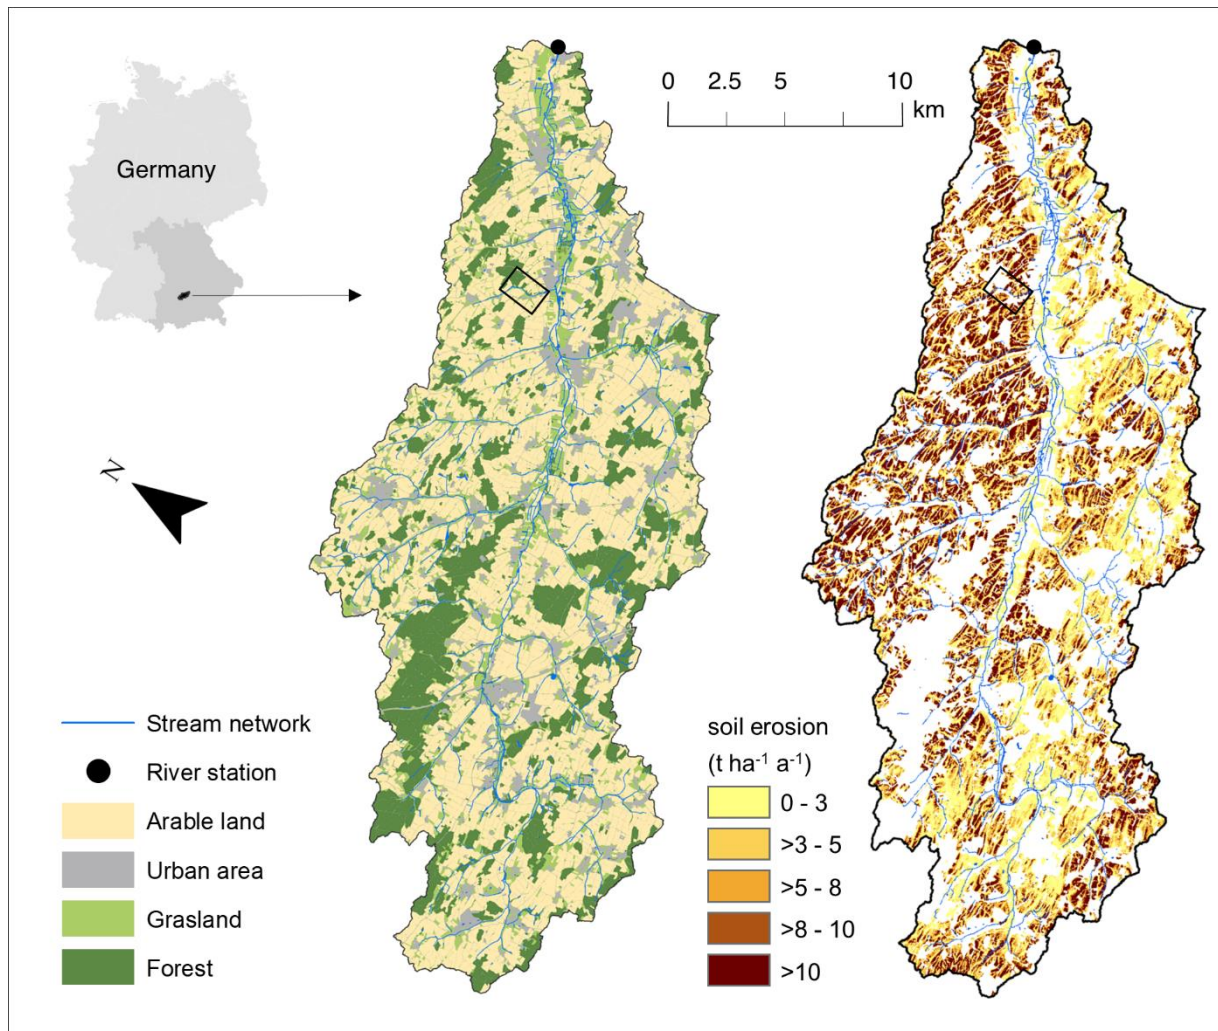 0 2.5 5 10
km
Germany
N
Stream network
River station
Arable land
Urban area
Grasland
Forest
soil erosion
(t ha⁻¹ a⁻¹)
0 - 3
>3 - 5
>5 - 8
>8 - 10
>10